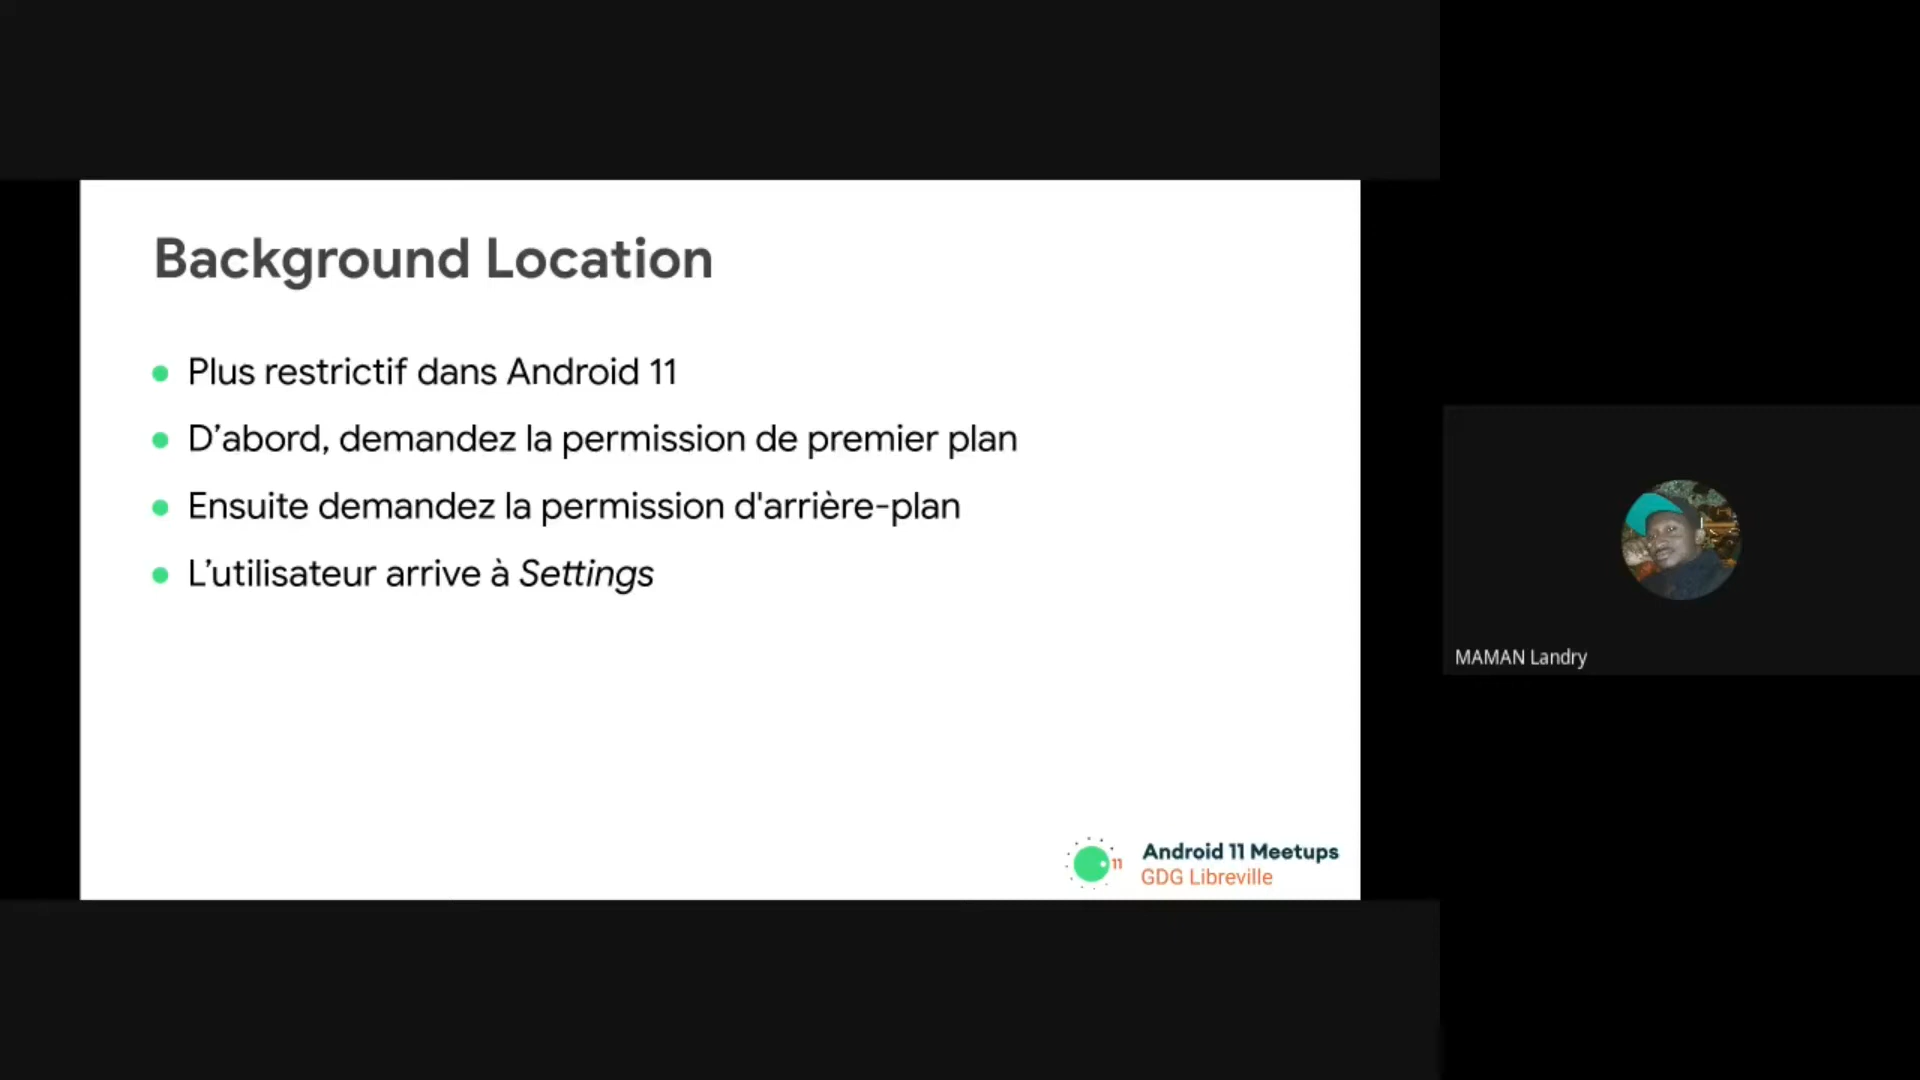 Background Location
Plus restrictif dans Android 11
D’abord, demandez la permission de premier plan
Ensuite demandez la permission d'arrière-plan
L’utilisateur arrive à Settings
11
Android 11 Meetups
GDG Libreville
MAMAN Landry